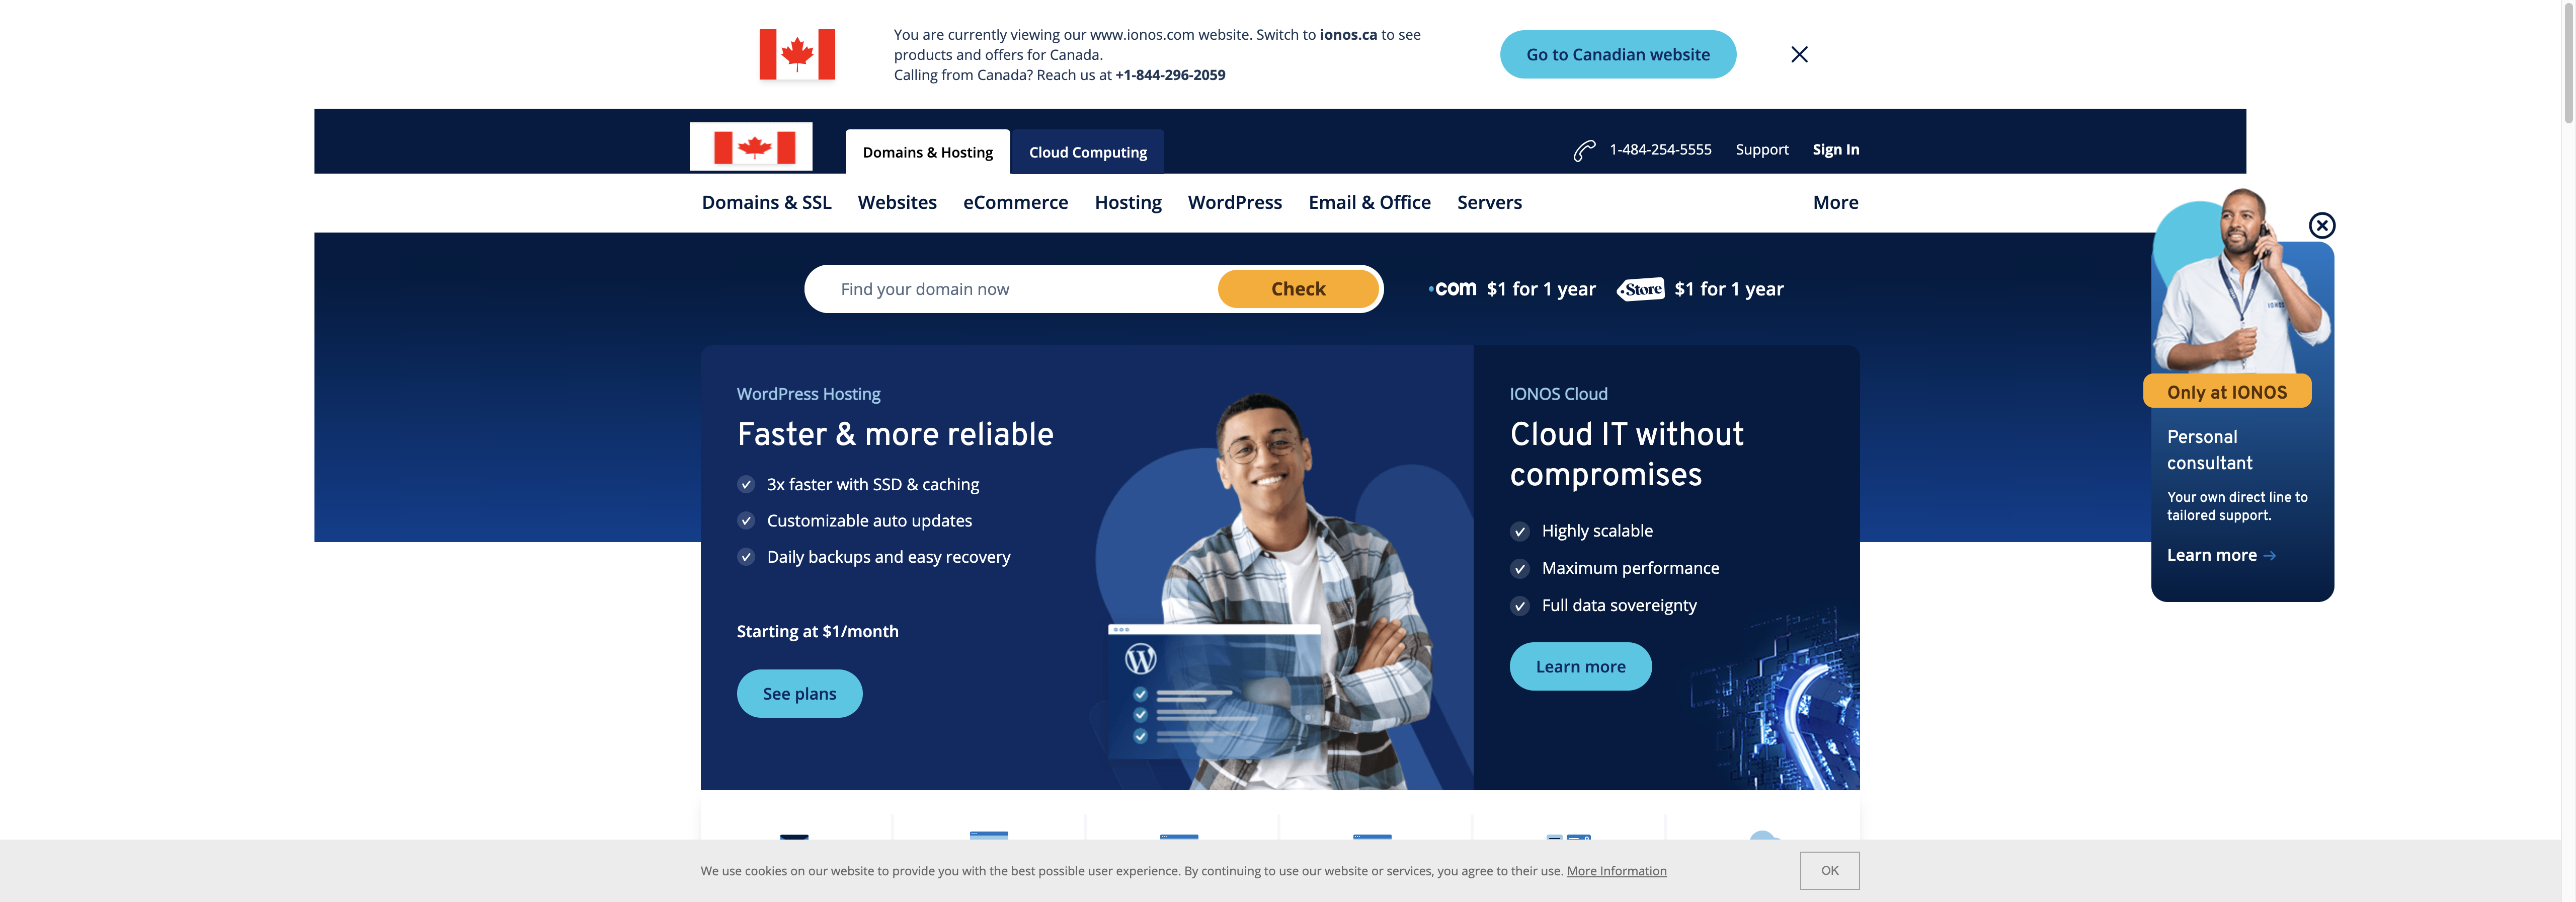 You are currently viewing our www.ionos.com website. Switch to ionos.ca to see
products and offers for Canada.
Calling from Canada? Reach us at +1-844-296-2059
Go to Canadian website
Domains & Hosting
Cloud Computing
1-484-254-5555
Support
Sign In
Domains & SSL
Websites
eCommerce
Hosting
WordPress
Email & Office
Servers
More
Find your domain now
Check
.com $1 for 1 year
.Store $1 for 1 year
WordPress Hosting
Faster & more reliable
3x faster with SSD & caching
Customizable auto updates
Daily backups and easy recovery
Starting at $1/month
See plans
IONOS Cloud
Cloud IT without
compromises
Highly scalable
Maximum performance
Full data sovereignty
Learn more
IONOS
Only at IONOS
Personal
consultant
Your own direct line to
tailored support.
Learn more →
We use cookies on our website to provide you with the best possible user experience. By continuing to use our website or services, you agree to their use. More Information
OK